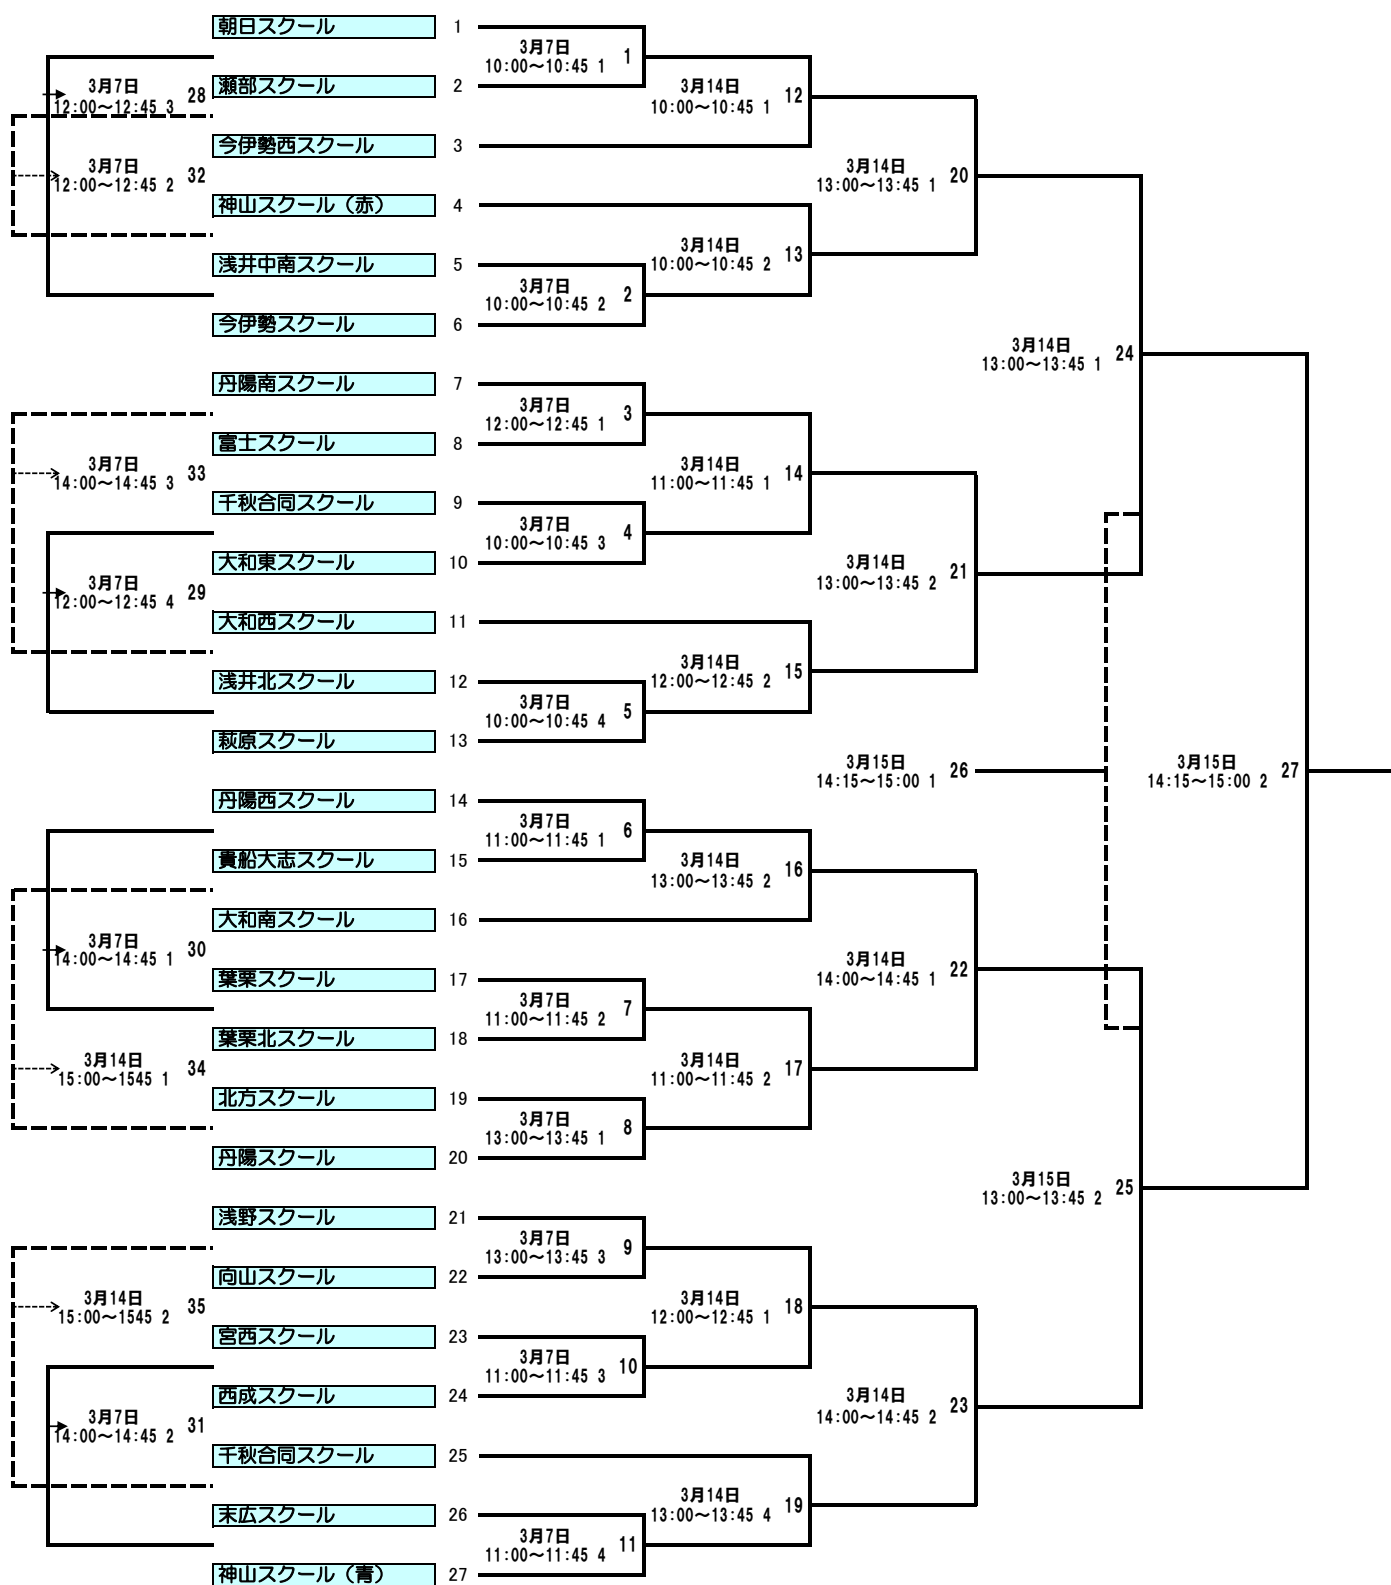 朝日スクール 1
3月7日
10:00～10:45 1 1
3月7日
12:00～12:45 3 28
瀬部スクール 2
3月14日
10:00～10:45 1 12
今伊勢西スクール 3
3月7日
12:00～12:45 2 32
3月14日
13:00～13:45 1 20
神山スクール（赤） 4
3月14日
10:00～10:45 2 13
浅井中南スクール 5
3月7日
10:00～10:45 2 2
今伊勢スクール 6
3月14日
13:00～13:45 1 24
丹陽南スクール 7
3月7日
12:00～12:45 1 3
富士スクール 8
3月7日
14:00～14:45 3 33
3月14日
11:00～11:45 1 14
千秋合同スクール 9
3月7日
10:00～10:45 3 4
大和東スクール 10
3月7日
12:00～12:45 4 29
3月14日
13:00～13:45 2 21
大和西スクール 11
3月14日
12:00～12:45 2 15
浅井北スクール 12
3月7日
10:00～10:45 4 5
萩原スクール 13
3月15日
14:15～15:00 1 26
3月15日
14:15～15:00 2 27
丹陽西スクール 14
3月7日
11:00～11:45 1 6
貴船大志スクール 15
3月14日
13:00～13:45 2 16
大和南スクール 16
3月7日
14:00～14:45 1 30
3月14日
14:00～14:45 1 22
葉栗スクール 17
3月7日
11:00～11:45 2 7
葉栗北スクール 18
3月14日
15:00～1545 1 34
3月14日
11:00～11:45 2 17
北方スクール 19
3月7日
13:00～13:45 1 8
丹陽スクール 20
3月15日
13:00～13:45 2 25
浅野スクール 21
3月7日
13:00～13:45 3 9
向山スクール 22
3月14日
15:00～1545 2 35
3月14日
12:00～12:45 1 18
宮西スクール 23
3月7日
11:00～11:45 3 10
西成スクール 24
3月7日
14:00～14:45 2 31
3月14日
14:00～14:45 2 23
千秋合同スクール 25
3月14日
13:00～13:45 4 19
末広スクール 26
3月7日
11:00～11:45 4 11
神山スクール（青） 27